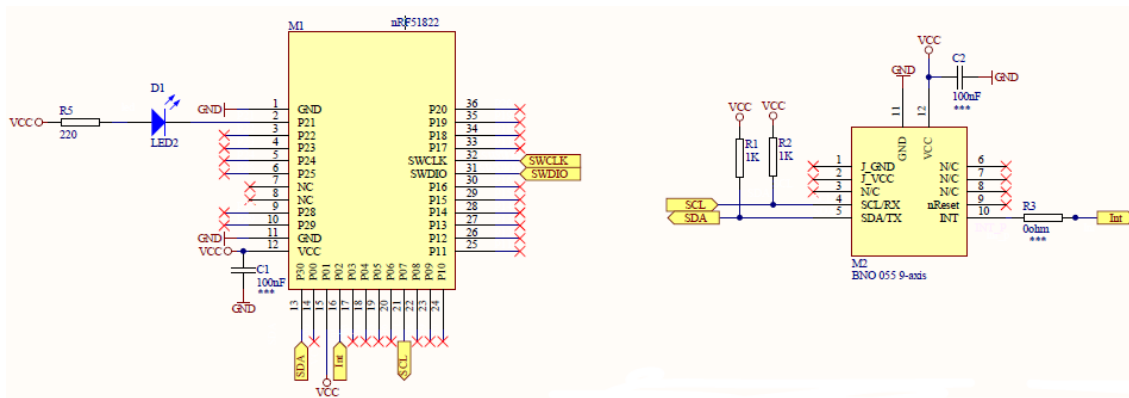 nRF51822
M1
VCC
R5
220
D1
LED2
GND
1 GND
2 P21
3 P22
4 P23
5 P24
6 P25
7 NC
8 NC
9 P28
10 P29
GND 11 GND
VCC 12 VCC
C1
100nF
***
GND
P20 36
P19 35
P18 34
P17 33
SWCLK 32 SWCLK
SWDIO 31 SWDIO
P16 30
P15 29
P14 28
P13 27
P12 26
P11 25
P30 P00 P01 P02 P03 P04 P05 P06 P07 P08 P09 P10
13 14 15 16 17 18 19 20 21 22 23 24
SDA
Int
SCL
VCC
VCC
C2
GND
100nF
***
GND
11 12
GND VCC
VCC VCC
R1
1K
R2
1K
1 J_GND
2 J_VCC
3 N/C
SCL 4 SCL/RX
SDA 5 SDA/TX
N/C 6
N/C 7
N/C 8
nReset 9
INT 10
R3
0ohm
***
Int
M2
BNO 055 9-axis